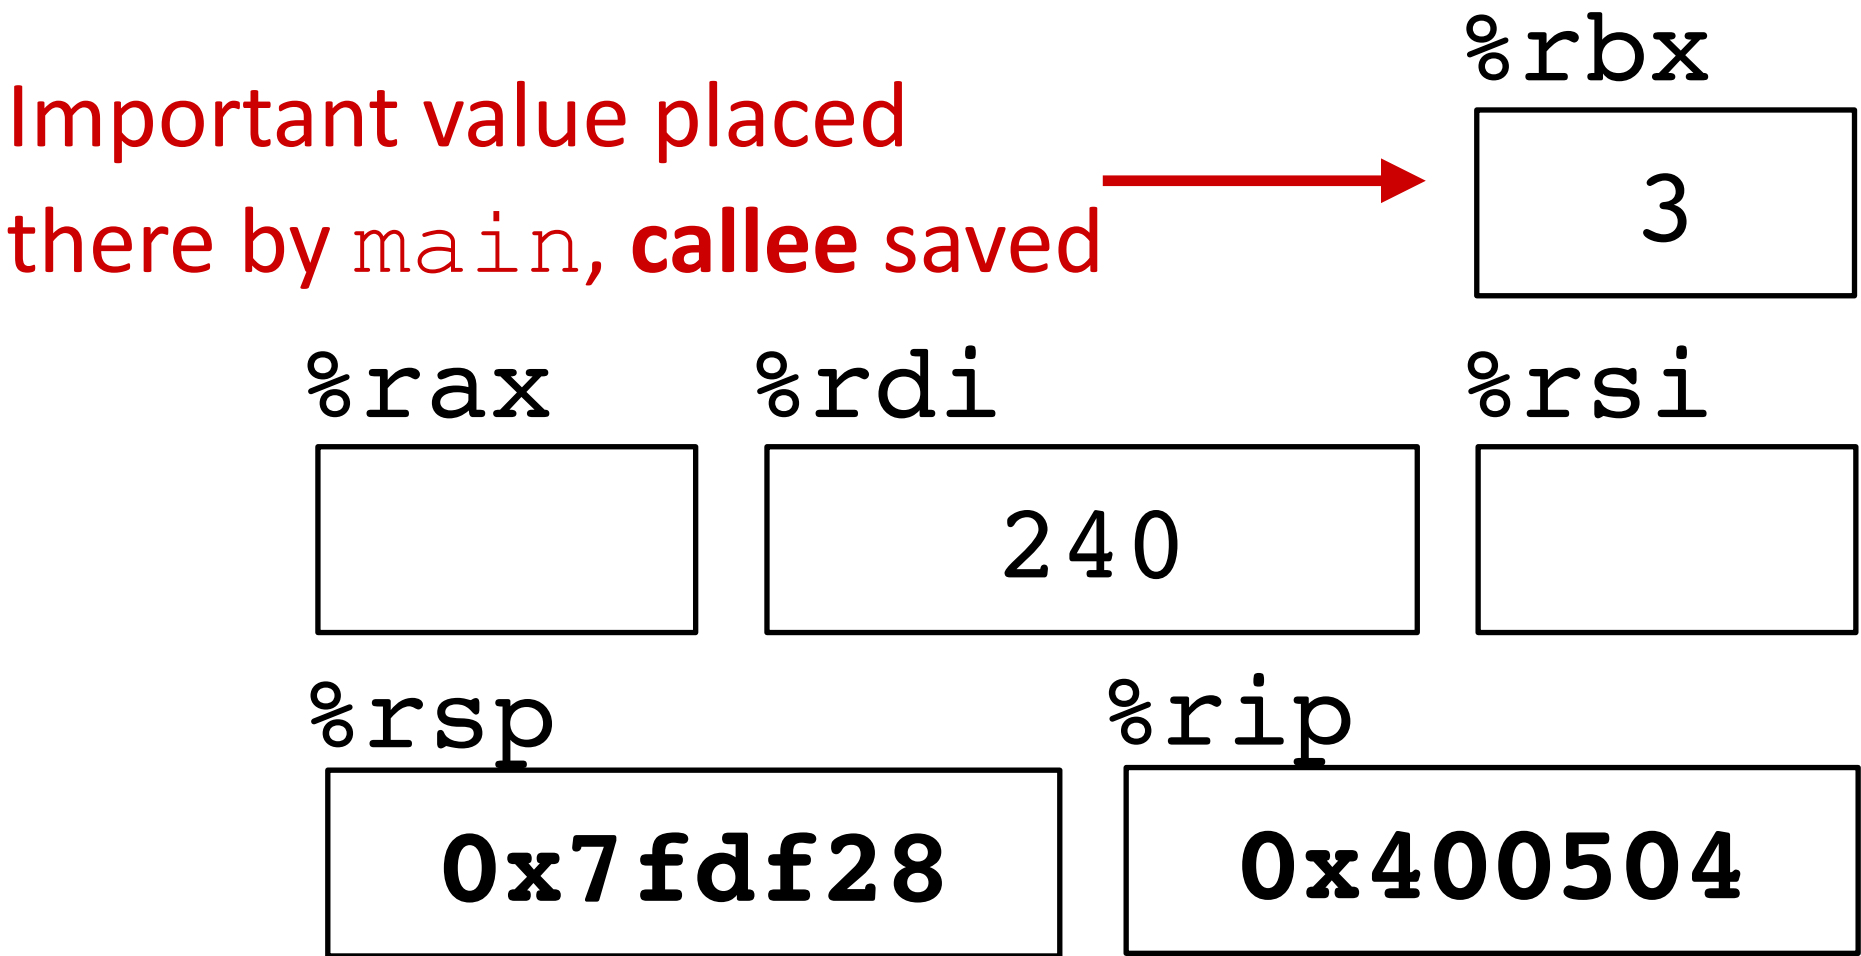 %rbx
Important value placed
there by main, callee saved
3
%rax %rdi %rsi
240
%rsp %rip
0x7fdf28 0x400504